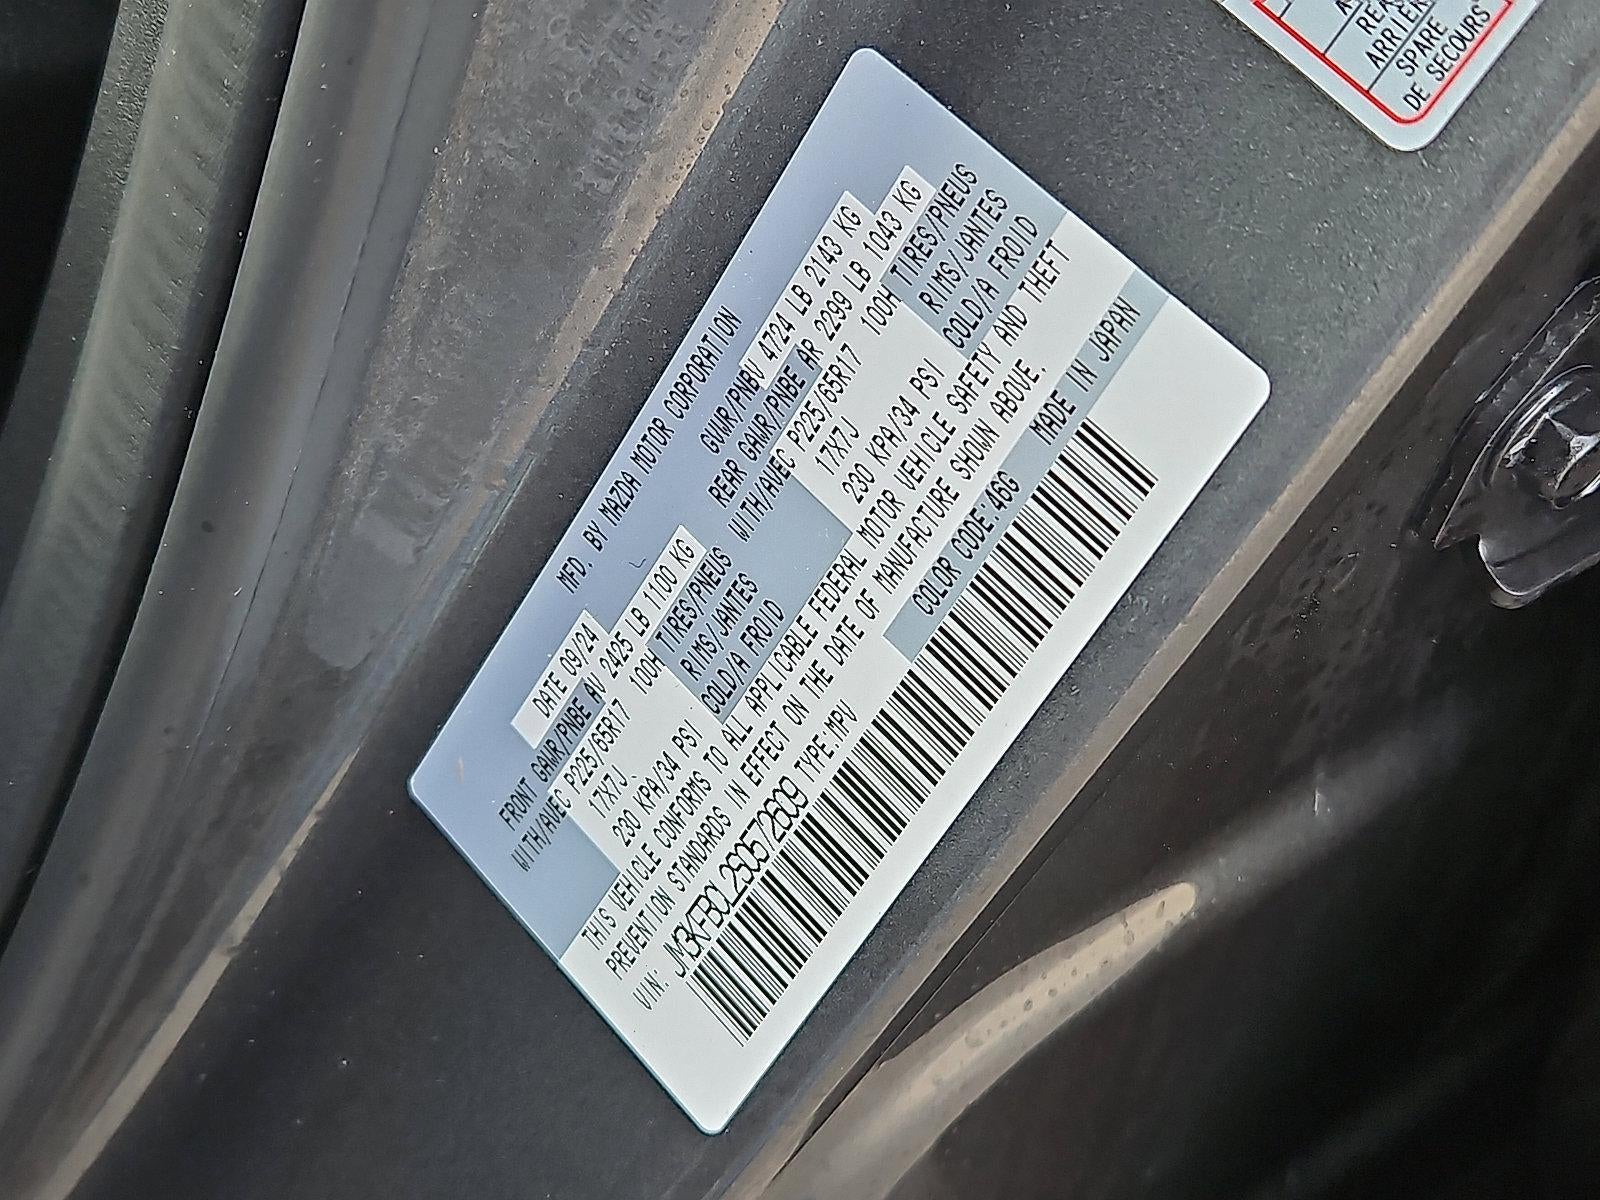 MFD. BY MAZDA MOTOR CORPORATION
DATE 09/24
GVWR/PNBV 4724 LB 2143 KG
FRONT GAWR/PNBE AV 2425 LB 1100 KG
REAR GAWR/PNBE AR 2299 LB 1043 KG
WITH/AVEC P225/65R17 100H TIRES/PNEUS
WITH/AVEC P225/65R17 100H TIRES/PNEUS
17X7J RIMS/JANTES
17X7J RIMS/JANTES
230 KPA/34 PSI COLD/A FROID
230 KPA/34 PSI COLD/A FROID
THIS VEHICLE CONFORMS TO ALL APPLICABLE FEDERAL MOTOR VEHICLE SAFETY AND THEFT
PREVENTION STANDARDS IN EFFECT ON THE DATE OF MANUFACTURE SHOWN ABOVE.
VIN: JM3KFBCL2S0572609 TYPE:MPV
COLOR CODE:46G MADE IN JAPAN
ARRIÈRE
SPARE
DE SECOURS